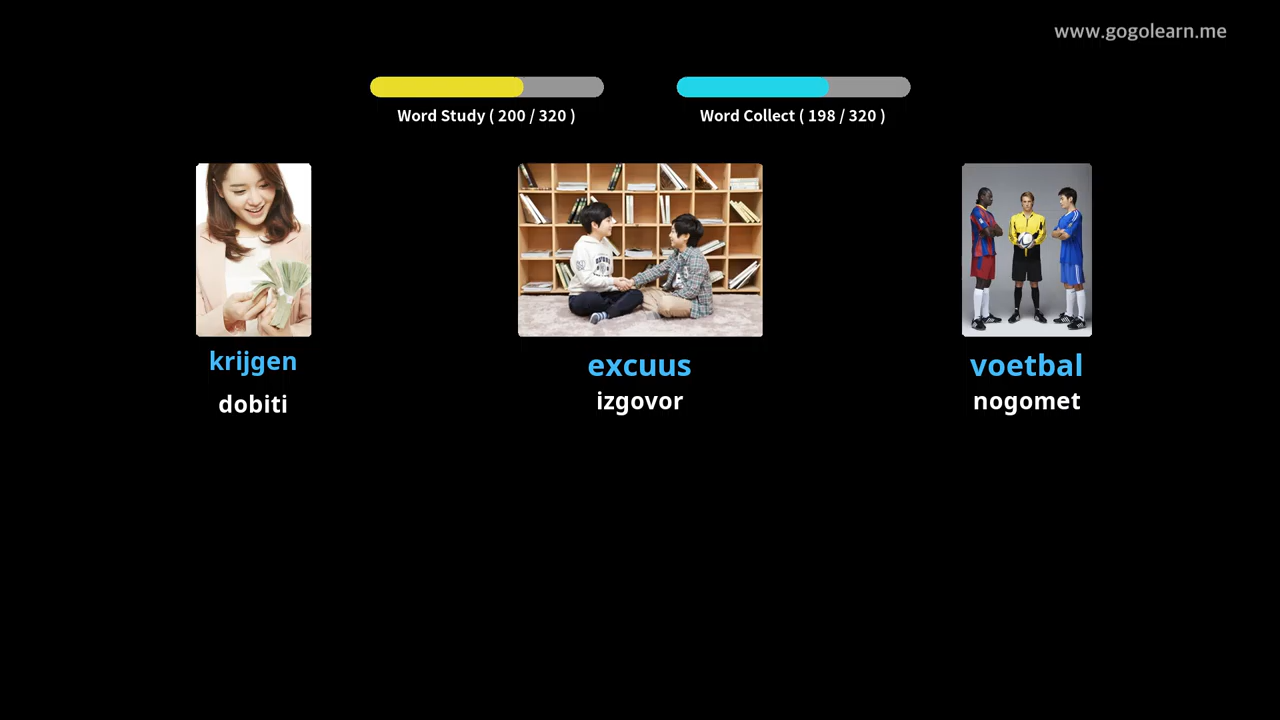 www.gogolearn.me
Word Study ( 200 / 320 )
Word Collect ( 198 / 320 )
krijgen
dobiti
excuus
izgovor
voetbal
nogomet